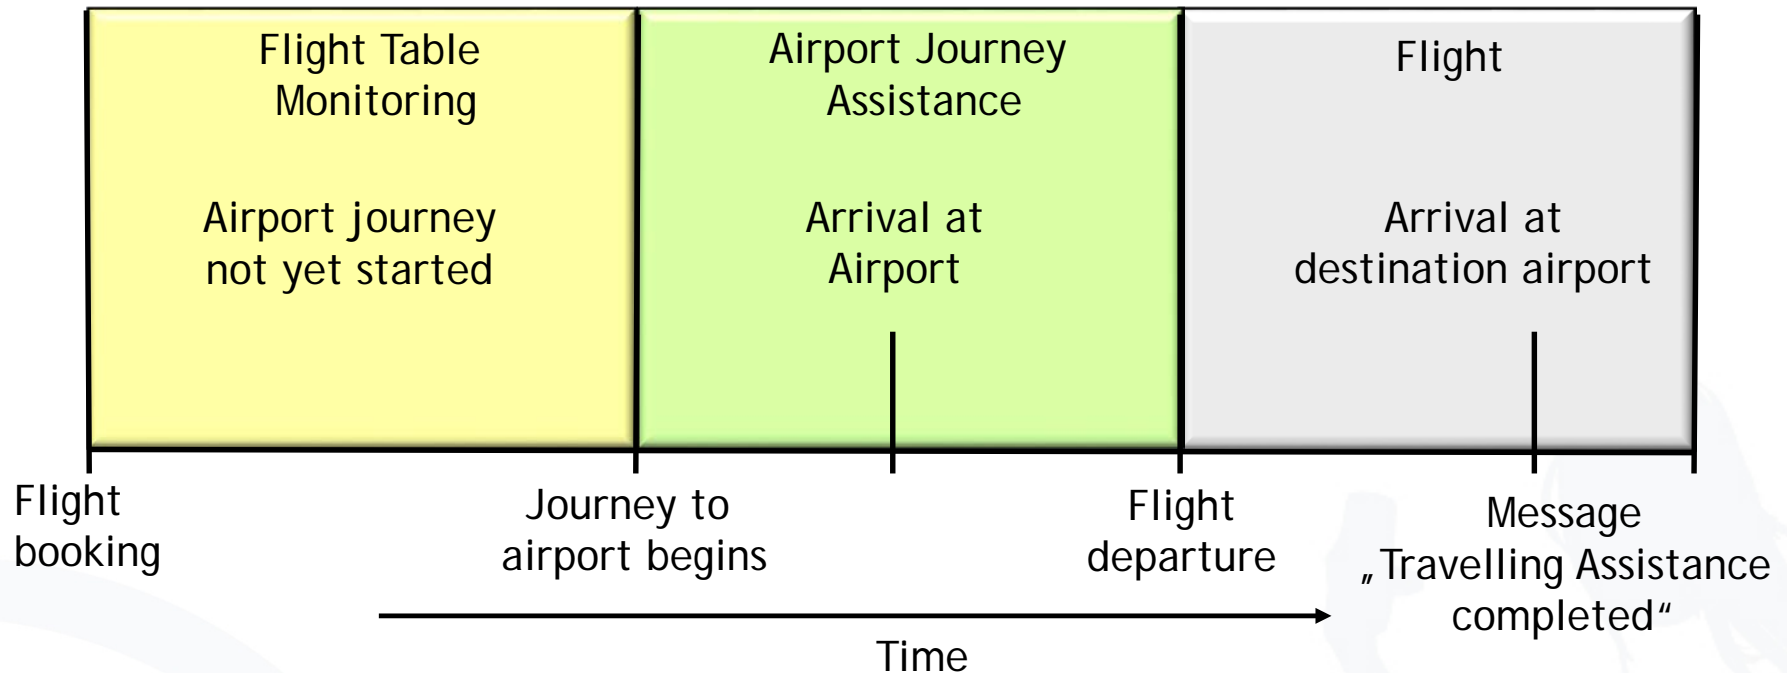 Flight Table
Monitoring
Airport Journey
Assistance
Flight
Airport journey
not yet started
Arrival at
Airport
Arrival at
destination airport
Flight
booking
Journey to
airport begins
Flight
departure
Message
„Travelling Assistance
completed“
Time